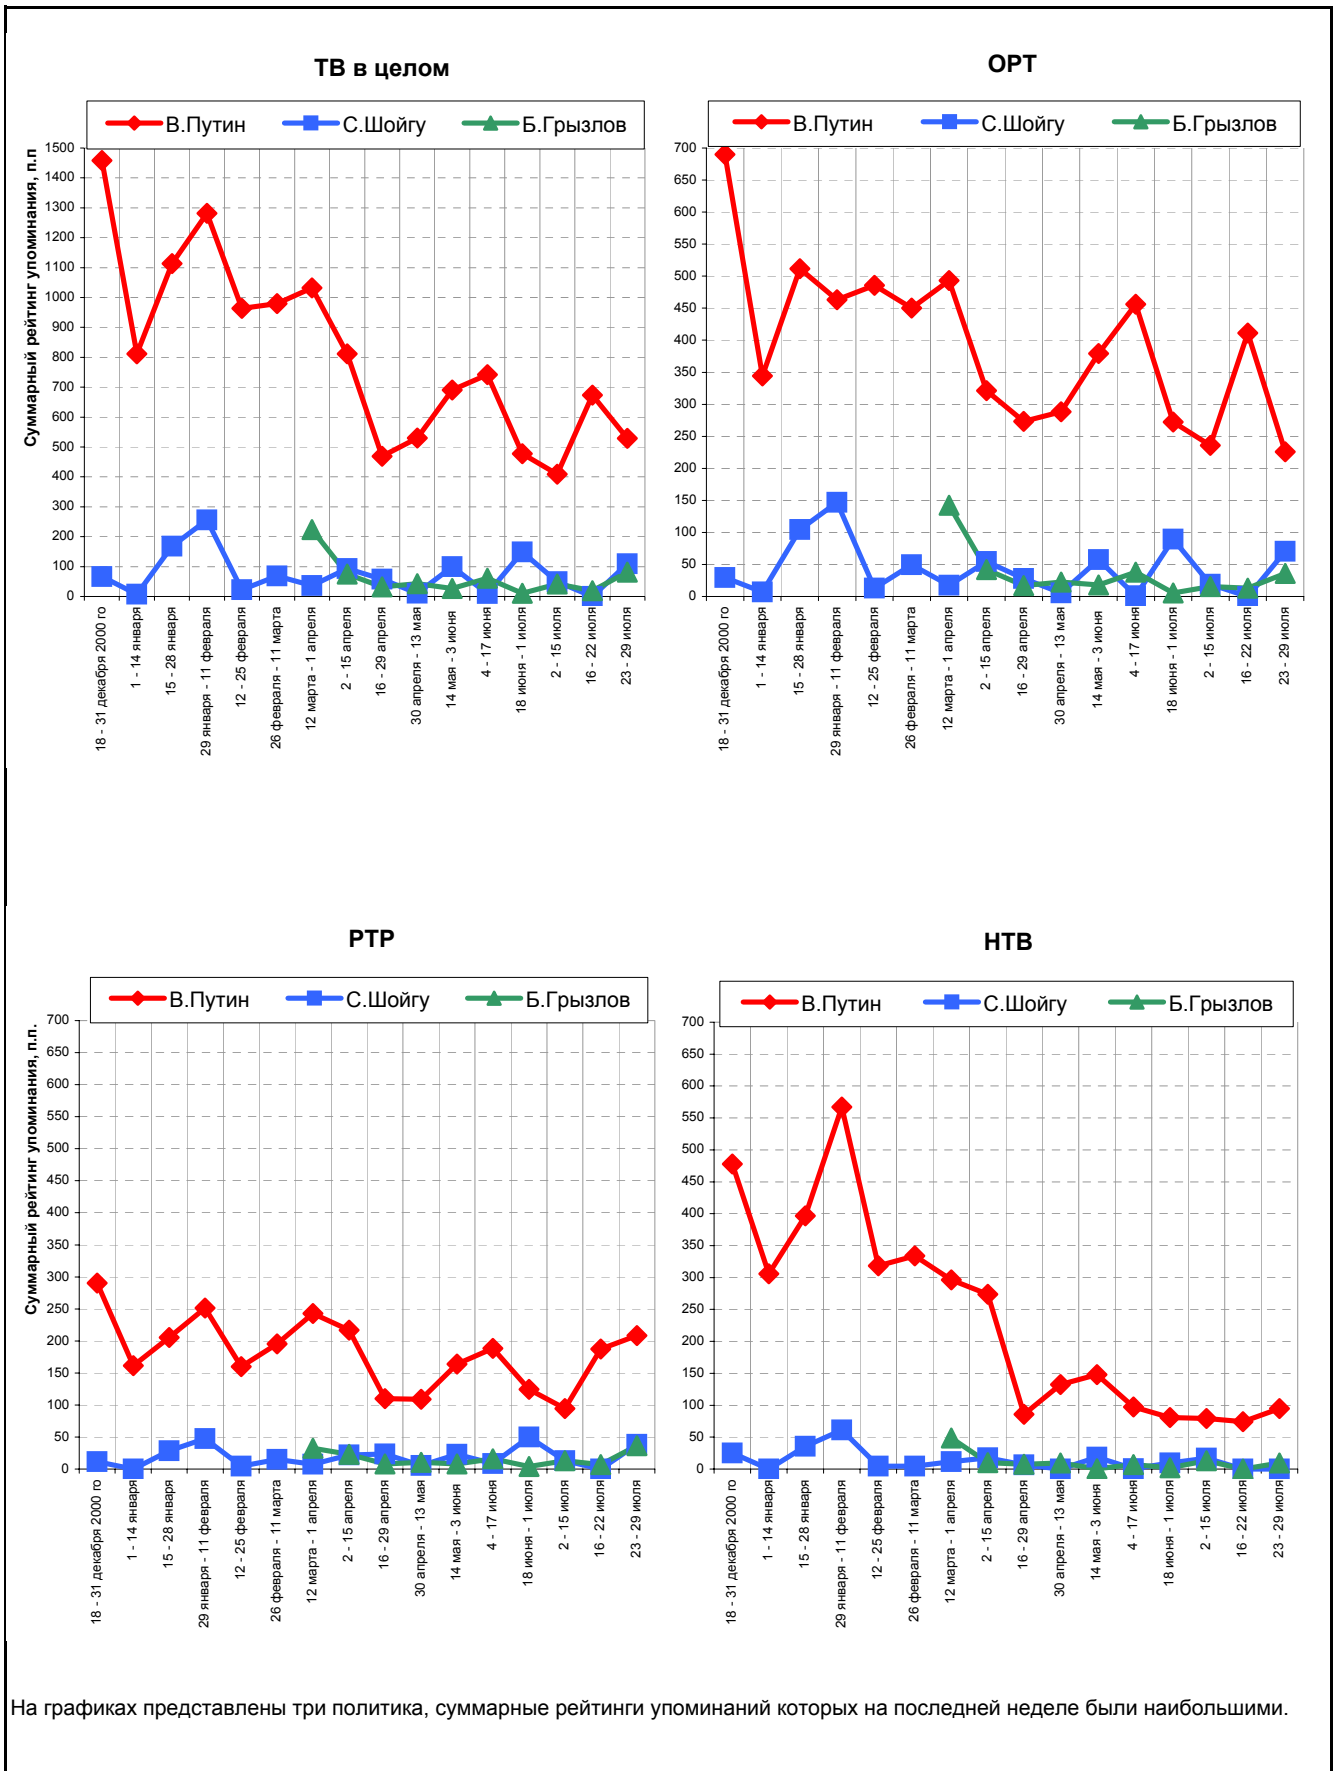 ТВ в целом
В.Путин С.Шойгу Б.Грызлов
Суммарный рейтинг упоминания, п.п
1500
1400
1300
1200
1100
1000
900
800
700
600
500
400
300
200
100
0
18 - 31 декабря 2000 го
1 - 14 января
15 - 28 января
29 января - 11 февраля
12 - 25 февраля
26 февраля - 11 марта
12 марта - 1 апреля
2 - 15 апреля
16 - 29 апреля
30 апреля - 13 мая
14 мая - 3 июня
4 - 17 июня
18 июня - 1 июля
2 - 15 июля
16 - 22 июля
23 - 29 июля
ОРТ
В.Путин С.Шойгу Б.Грызлов
700
650
600
550
500
450
400
350
300
250
200
150
100
50
0
18 - 31 декабря 2000 го
1 - 14 января
15 - 28 января
29 января - 11 февраля
12 - 25 февраля
26 февраля - 11 марта
12 марта - 1 апреля
2 - 15 апреля
16 - 29 апреля
30 апреля - 13 мая
14 мая - 3 июня
4 - 17 июня
18 июня - 1 июля
2 - 15 июля
16 - 22 июля
23 - 29 июля
РТР
В.Путин С.Шойгу Б.Грызлов
Суммарный рейтинг упоминания, п.п.
700
650
600
550
500
450
400
350
300
250
200
150
100
50
0
18 - 31 декабря 2000 го
1 - 14 января
15 - 28 января
29 января - 11 февраля
12 - 25 февраля
26 февраля - 11 марта
12 марта - 1 апреля
2 - 15 апреля
16 - 29 апреля
30 апреля - 13 мая
14 мая - 3 июня
4 - 17 июня
18 июня - 1 июля
2 - 15 июля
16 - 22 июля
23 - 29 июля
НТВ
В.Путин С.Шойгу Б.Грызлов
700
650
600
550
500
450
400
350
300
250
200
150
100
50
0
18 - 31 декабря 2000 го
1 - 14 января
15 - 28 января
29 января - 11 февраля
12 - 25 февраля
26 февраля - 11 марта
12 марта - 1 апреля
2 - 15 апреля
16 - 29 апреля
30 апреля - 13 мая
14 мая - 3 июня
4 - 17 июня
18 июня - 1 июля
2 - 15 июля
16 - 22 июля
23 - 29 июля
На графиках представлены три политика, суммарные рейтинги упоминаний которых на последней неделе были наибольшими.